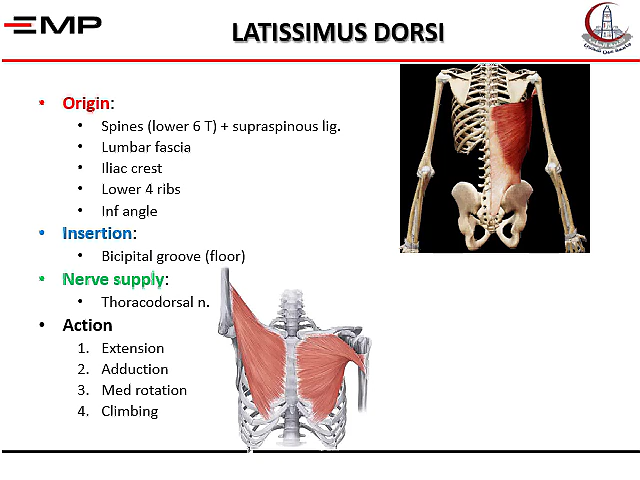 EMP
LATISSIMUS DORSI
• Origin:
• Spines (lower 6 T) + supraspinous lig.
• Lumbar fascia
• Iliac crest
• Lower 4 ribs
• Inf angle
• Insertion:
• Bicipital groove (floor)
• Nerve supply:
• Thoracodorsal n.
• Action
1. Extension
2. Adduction
3. Med rotation
4. Climbing